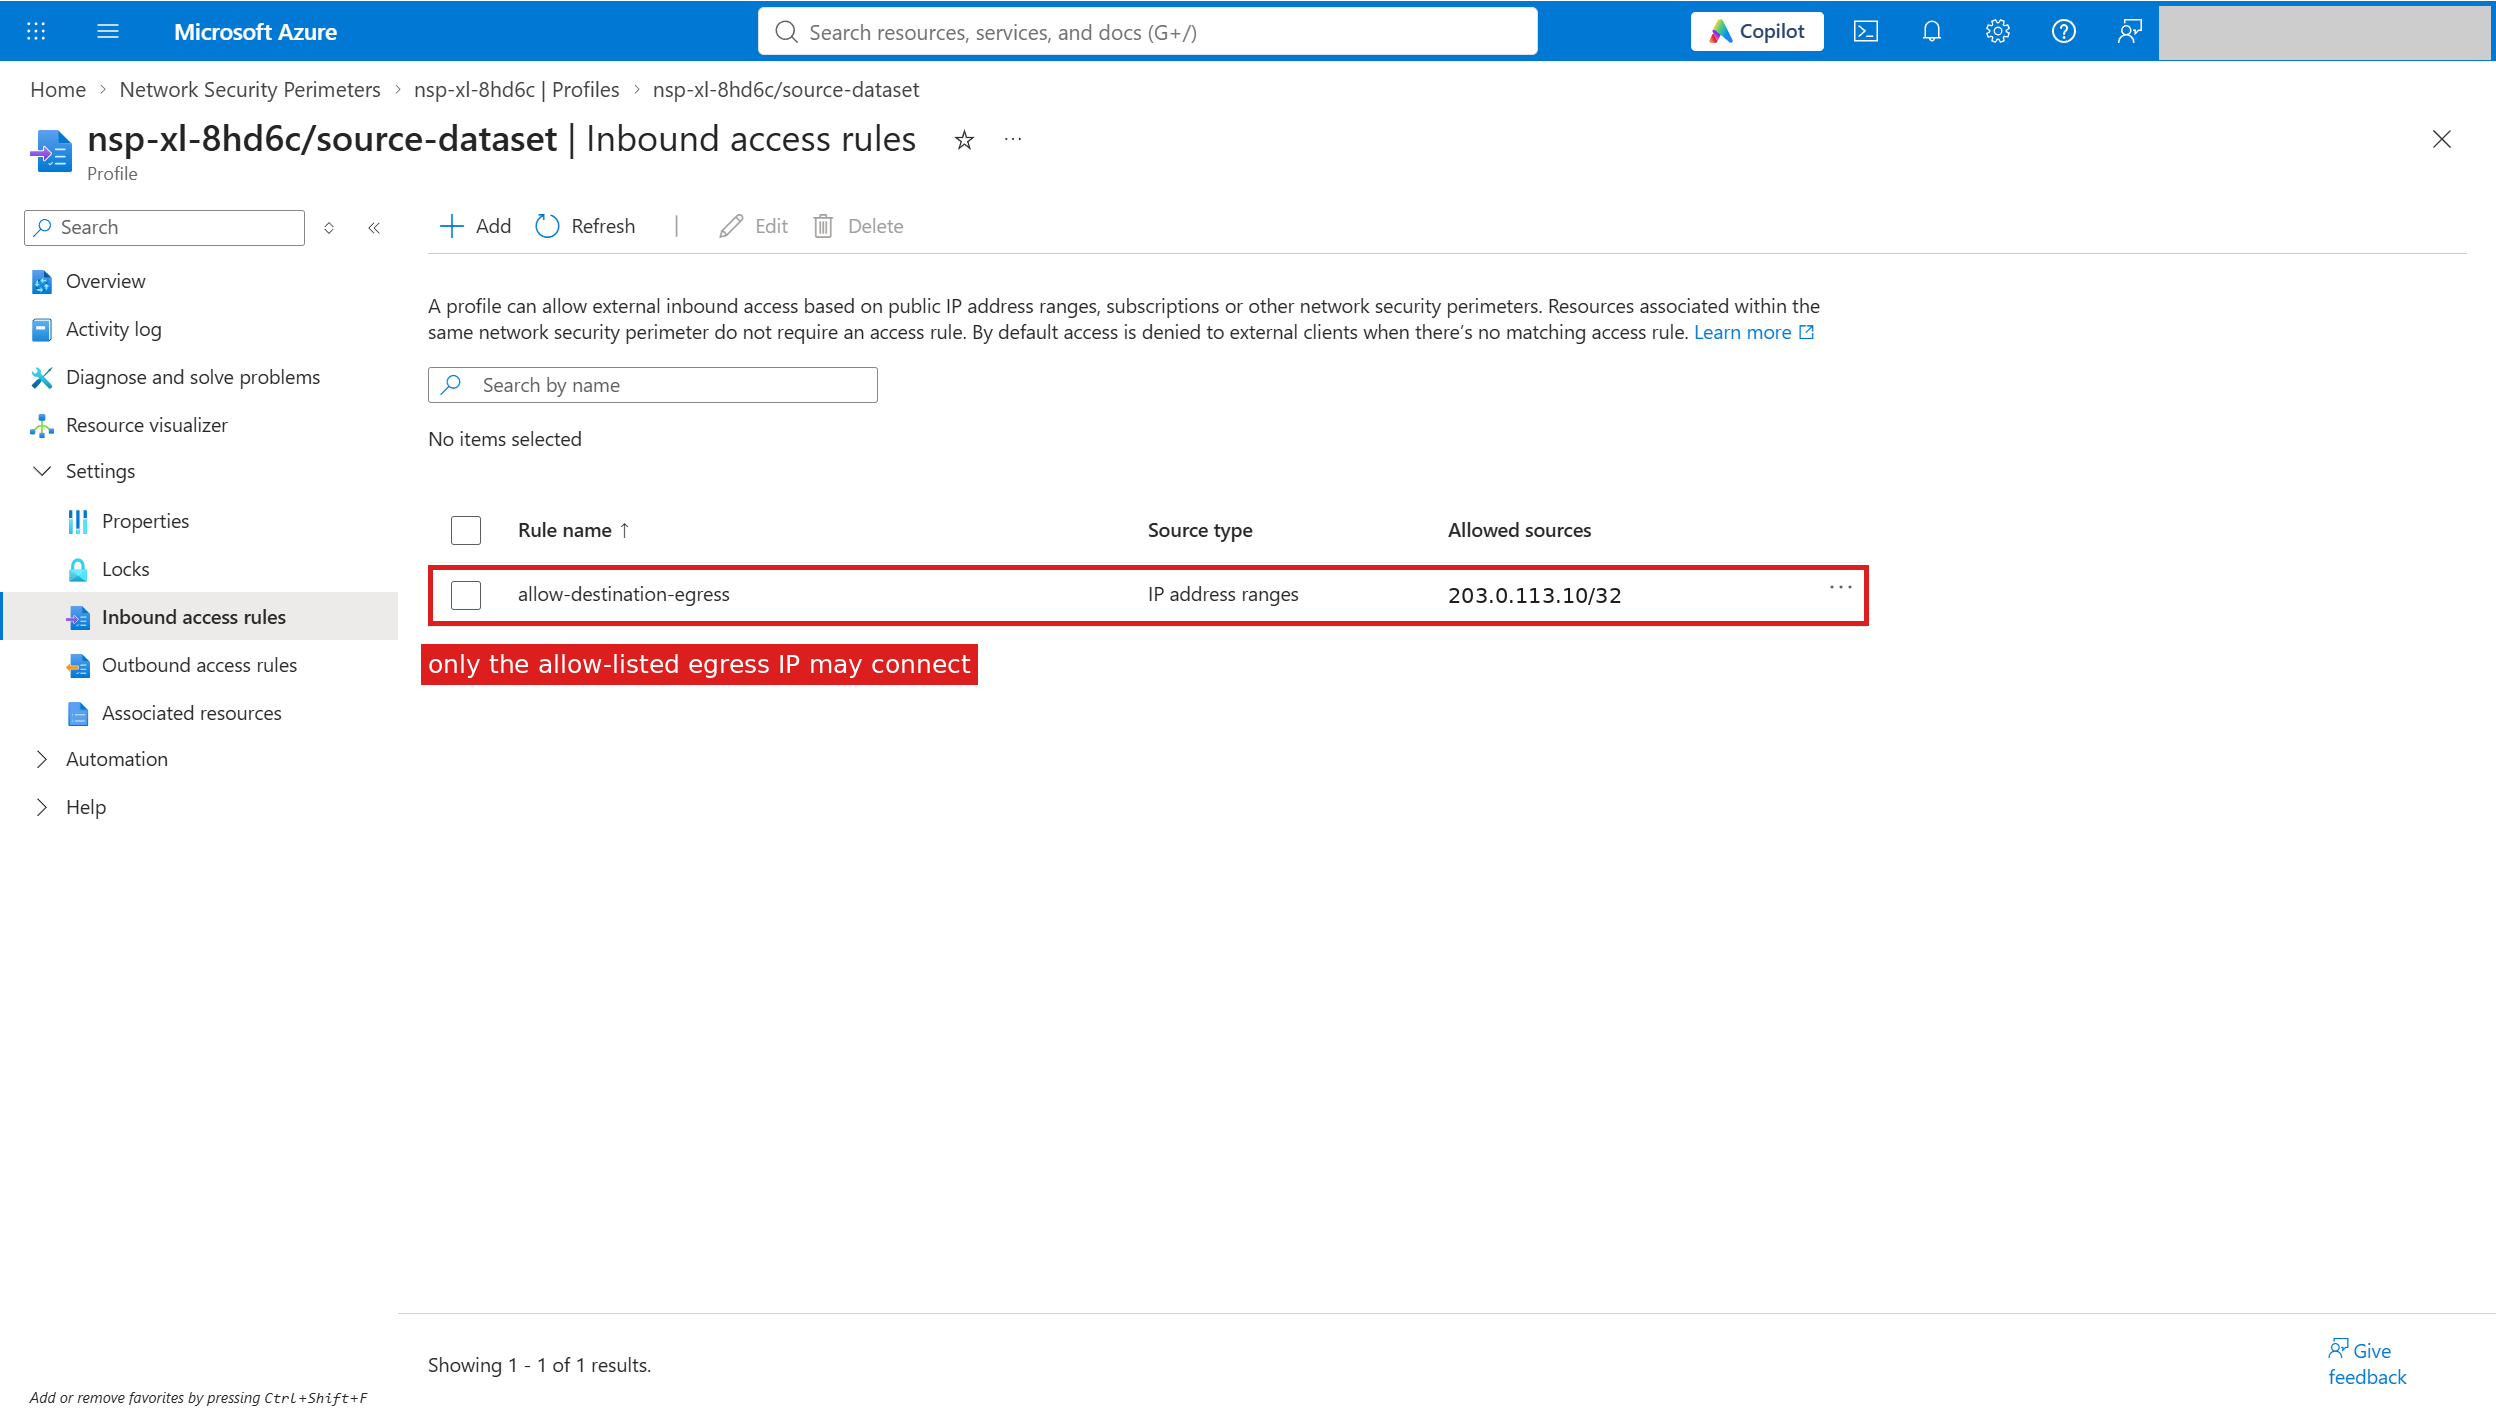 Microsoft Azure
Search resources, services, and docs (G+/)
Copilot
Home
Network Security Perimeters
nsp-xl-8hd6c | Profiles
nsp-xl-8hd6c/source-dataset
nsp-xl-8hd6c/source-dataset | Inbound access rules
Profile
Search
Overview
Activity log
Diagnose and solve problems
Resource visualizer
Settings
Properties
Locks
Inbound access rules
Outbound access rules
Associated resources
Automation
Help
Add
Refresh
Edit
Delete
A profile can allow external inbound access based on public IP address ranges, subscriptions or other network security perimeters. Resources associated within the
same network security perimeter do not require an access rule. By default access is denied to external clients when there's no matching access rule. Learn more
Search by name
No items selected
Rule name ↑ Source type Allowed sources
allow-destination-egress IP address ranges 203.0.113.10/32
only the allow-listed egress IP may connect
Showing 1 - 1 of 1 results.
Give
feedback
Add or remove favorites by pressing Ctrl+Shift+F